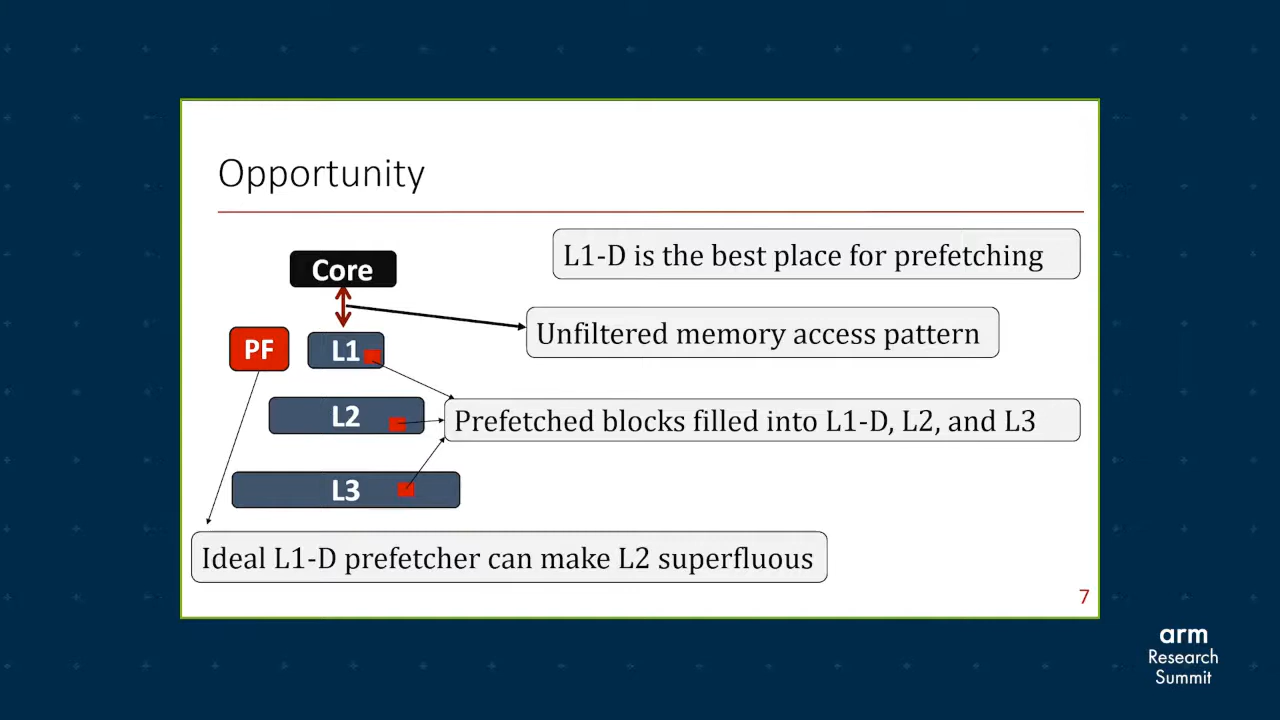 Opportunity
L1-D is the best place for prefetching
Core
Unfiltered memory access pattern
PF
L1
L2
Prefetched blocks filled into L1-D, L2, and L3
L3
Ideal L1-D prefetcher can make L2 superfluous
7
arm
Research
Summit